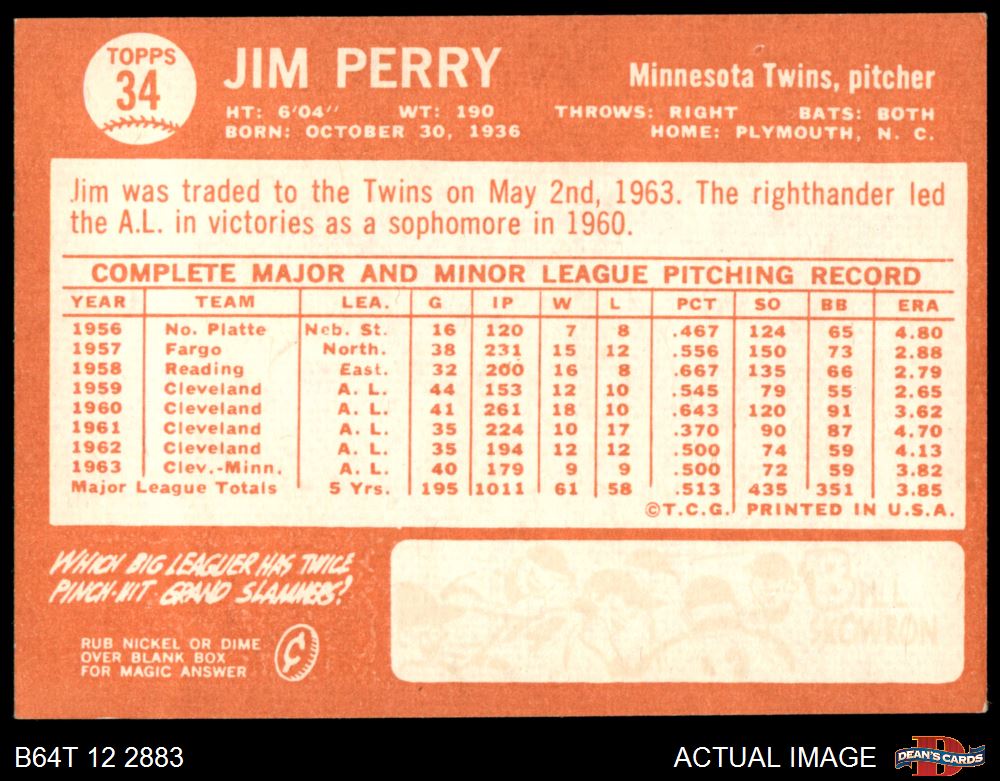 TOPPS
34
JIM PERRY
Minnesota Twins, pitcher
HT: 6'04" WT: 190 THROWS: RIGHT BATS: BOTH
BORN: OCTOBER 30, 1936 HOME: PLYMOUTH, N. C.
Jim was traded to the Twins on May 2nd, 1963. The righthander led
the A.L. in victories as a sophomore in 1960.
COMPLETE MAJOR AND MINOR LEAGUE PITCHING RECORD
YEAR TEAM LEA. G IP W L PCT SO BB ERA
1956 No. Platte Neb. St. 16 120 7 8 .467 124 65 4.80
1957 Fargo North. 38 231 15 12 .556 150 73 2.88
1958 Reading East. 32 200 16 8 .667 135 66 2.79
1959 Cleveland A. L. 44 153 12 10 .545 79 55 2.65
1960 Cleveland A. L. 41 261 18 10 .643 120 91 3.62
1961 Cleveland A. L. 35 224 10 17 .370 90 87 4.70
1962 Cleveland A. L. 35 194 12 12 .500 74 59 4.13
1963 Clev.-Minn. A. L. 40 179 9 9 .500 72 59 3.82
Major League Totals 5 Yrs. 195 1011 61 58 .513 435 351 3.85
©T.C.G. PRINTED IN U.S.A.
WHICH BIG LEAGUER HAS TWICE
PINCH-HIT GRAND SLAMMERS?
BILL
SKOWRON
RUB NICKEL OR DIME
OVER BLANK BOX
FOR MAGIC ANSWER
B64T 12 2883
ACTUAL IMAGE
DEAN'S CARDS